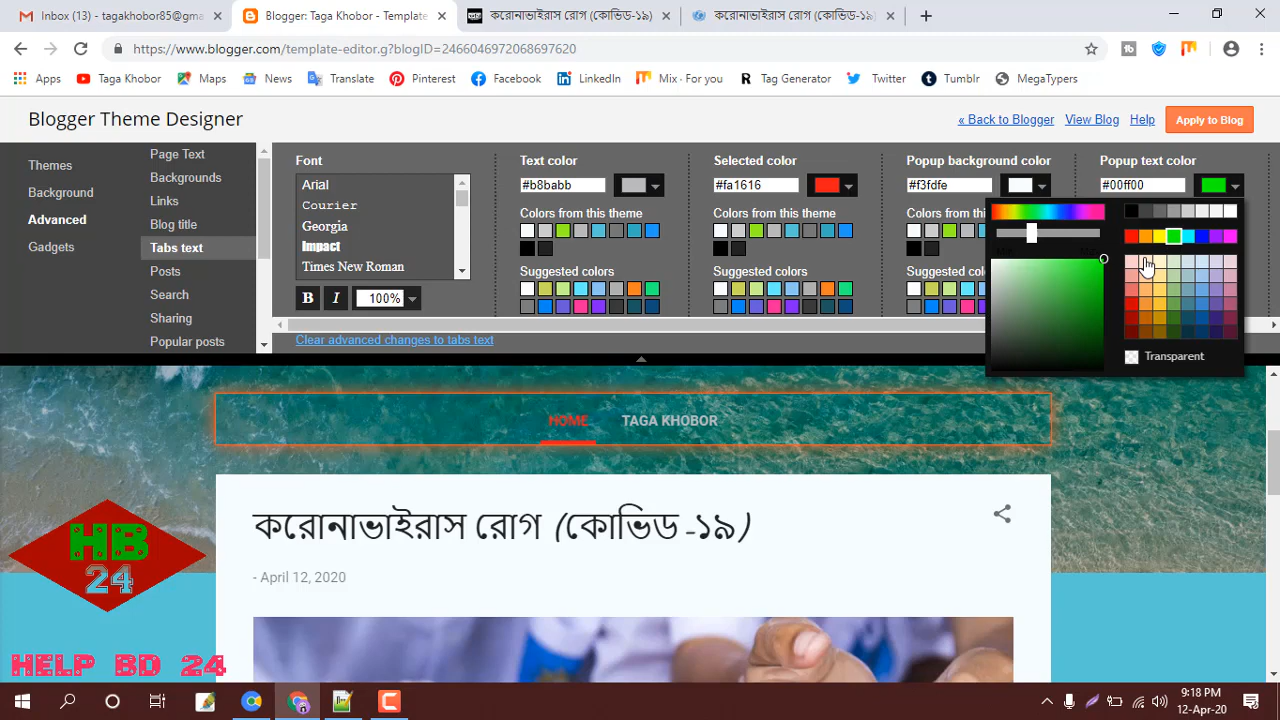 Inbox (13) - tagakhobor85@gma
Blogger: Taga Khobor - Template
করোনাভাইরাস রোগ (কোভিড-১৯)
করোনাভাইরাস রোগ (কোভিড-১৯)
https://www.blogger.com/template-editor.g?blogID=2466046972068697620
Apps
Taga Khobor
Maps
News
Translate
Pinterest
Facebook
LinkedIn
Mix · For you
Tag Generator
Twitter
Tumblr
MegaTypers
Blogger Theme Designer
« Back to Blogger
View Blog
Help
Apply to Blog
Themes
Background
Advanced
Gadgets
Page Text
Backgrounds
Links
Blog title
Tabs text
Posts
Search
Sharing
Popular posts
Font
Arial
Courier
Georgia
Impact
Times New Roman
B I 100%
Clear advanced changes to tabs text
Text color
#b8babb
Colors from this theme
Suggested colors
Selected color
#fa1616
Colors from this theme
Suggested colors
Popup background color
#f3fdfe
Popup text color
#00ff00
Transparent
HOME
TAGA KHOBOR
করোনাভাইরাস রোগ (কোভিড -১৯)
- April 12, 2020
HB
24
HELP BD 24
9:18 PM
12-Apr-20